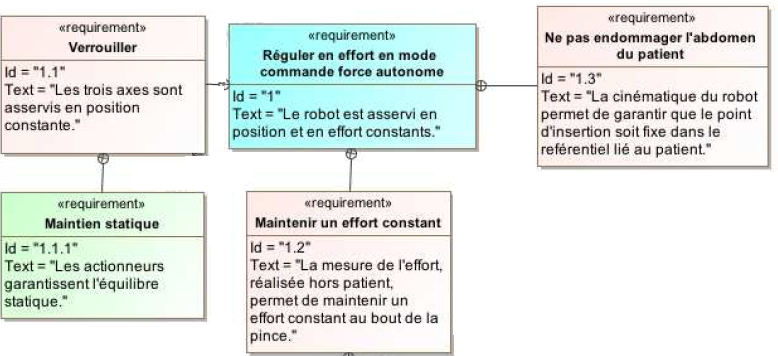 «requirement»
Verrouiller
Id = "1.1"
Text = "Les trois axes sont
asservis en position
constante."
«requirement»
Réguler en effort en mode
commande force autonome
Id = "1"
Text = "Le robot est asservi en
position et en effort constants."
«requirement»
Ne pas endommager l'abdomen
du patient
Id = "1.3"
Text = "La cinématique du robot
permet de garantir que le point
d'insertion soit fixe dans le
reférentiel lié au patient."
«requirement»
Maintien statique
Id = "1.1.1"
Text = "Les actionneurs
garantissent l'équilibre
statique."
«requirement»
Maintenir un effort constant
Id = "1.2"
Text = "La mesure de l'effort,
réalisée hors patient,
permet de maintenir un
effort constant au bout de la
pince."